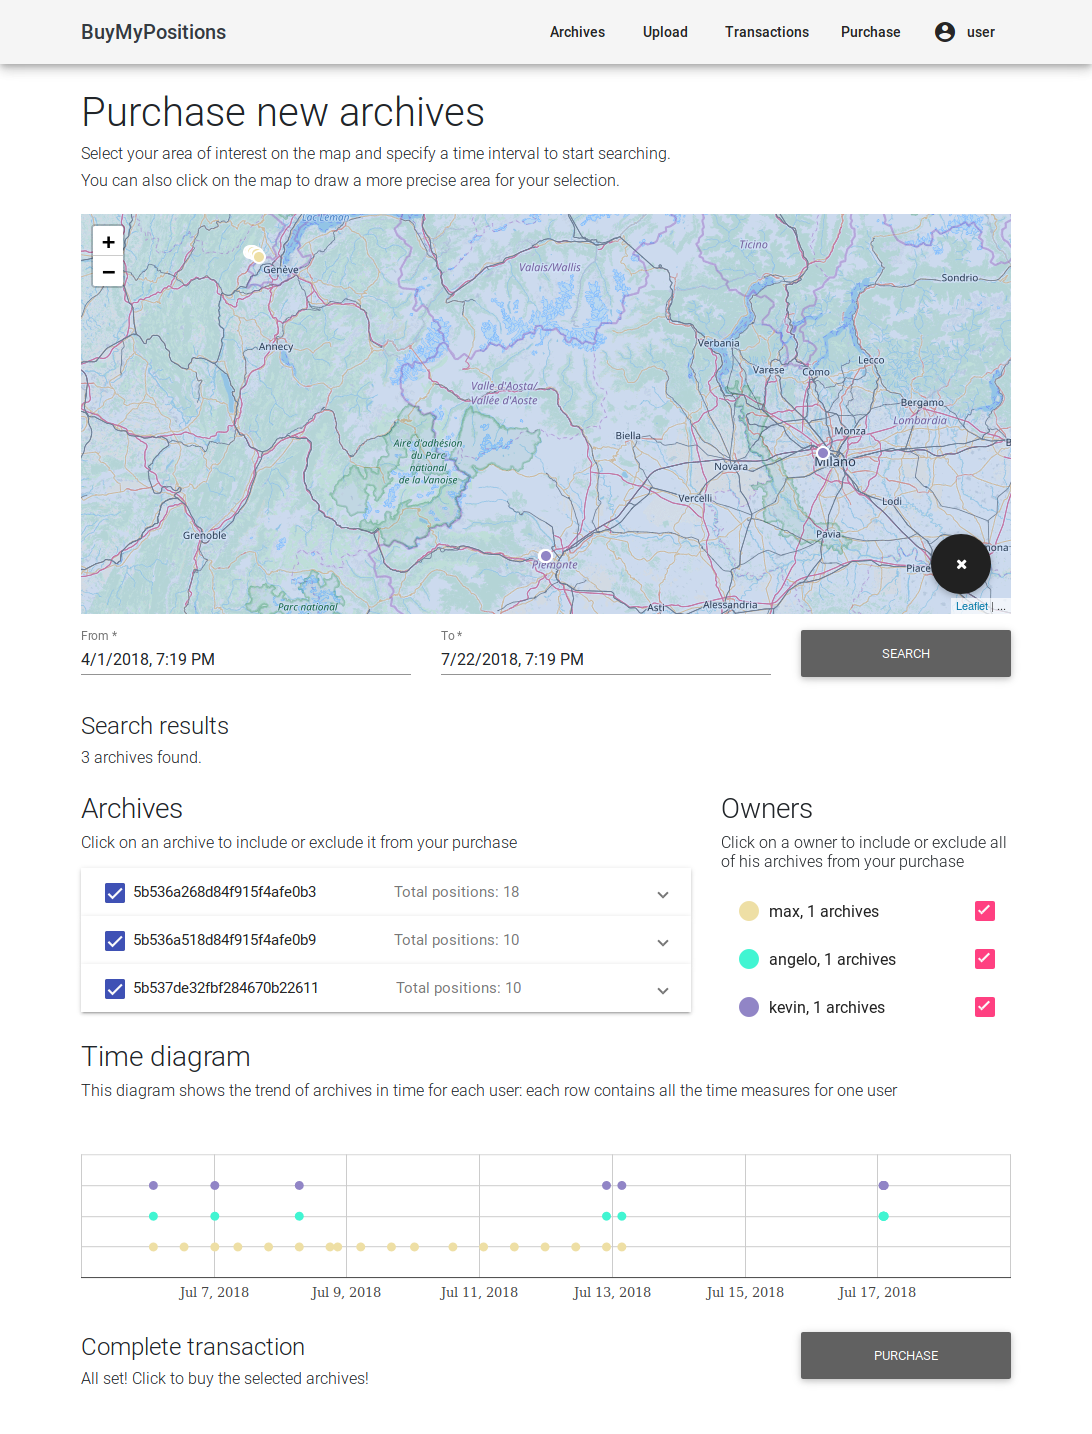 BuyMyPositions
Archives
Upload
Transactions
Purchase
user
Purchase new archives
Select your area of interest on the map and specify a time interval to start searching.
You can also click on the map to draw a more precise area for your selection.
+
−
Lac Léman
Genève
Ticino
Valais/Wallis
Sondrio
Annecy
Verbania
Lecco
Varese
Como
Valle d'Aosta/
Vallée d'Aoste
Bergamo
Lombardia
Monza
Biella
Aire d'adhésion
du Parc
national
de la Vanoise
Milano
Novara
Vercelli
Lodi
Grenoble
Pavia
Piemonte
Asti
Alessandria
Parc national
Leaflet | ...
From *
4/1/2018, 7:19 PM
To *
7/22/2018, 7:19 PM
SEARCH
Search results
3 archives found.
Archives
Click on an archive to include or exclude it from your purchase
5b536a268d84f915f4afe0b3 Total positions: 18
5b536a518d84f915f4afe0b9 Total positions: 10
5b537de32fbf284670b22611 Total positions: 10
Owners
Click on a owner to include or exclude all
of his archives from your purchase
max, 1 archives
angelo, 1 archives
kevin, 1 archives
Time diagram
This diagram shows the trend of archives in time for each user: each row contains all the time measures for one user
Jul 7, 2018
Jul 9, 2018
Jul 11, 2018
Jul 13, 2018
Jul 15, 2018
Jul 17, 2018
Complete transaction
All set! Click to buy the selected archives!
PURCHASE